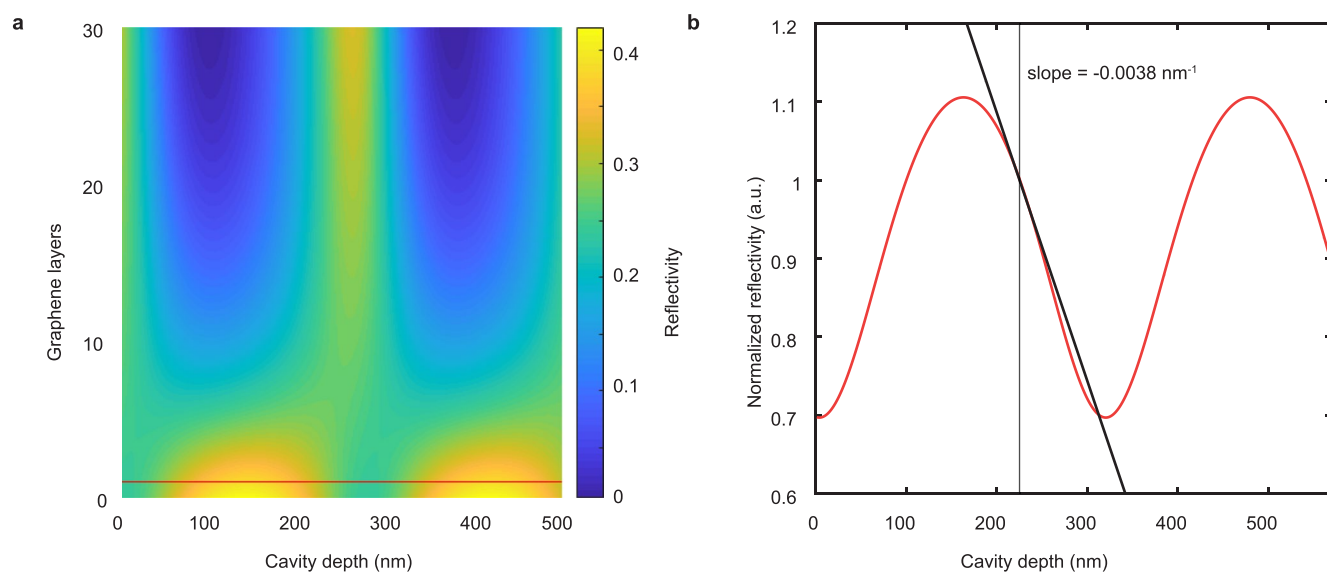 a
30
20
10
0
Graphene layers
0 100 200 300 400 500
Cavity depth (nm)
0.4
0.3
0.2
0.1
0
Reflectivity
b
1.2
1.1
1
0.9
0.8
0.7
0.6
Normalized reflectivity (a.u.)
slope = -0.0038 nm⁻¹
0 100 200 300 400 500
Cavity depth (nm)